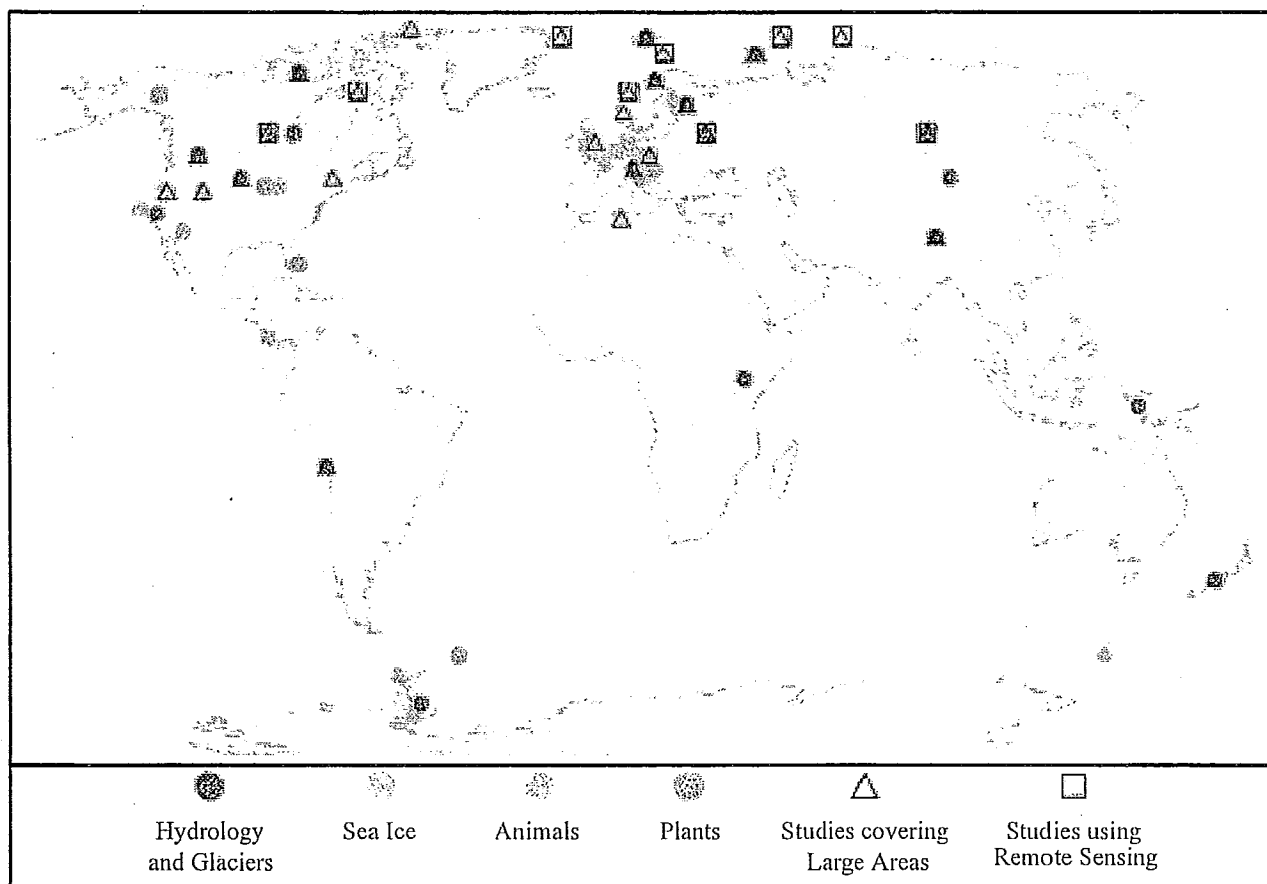 Hydrology
and Glaciers
Sea Ice
Animals
Plants
Studies covering
Large Areas
Studies using
Remote Sensing